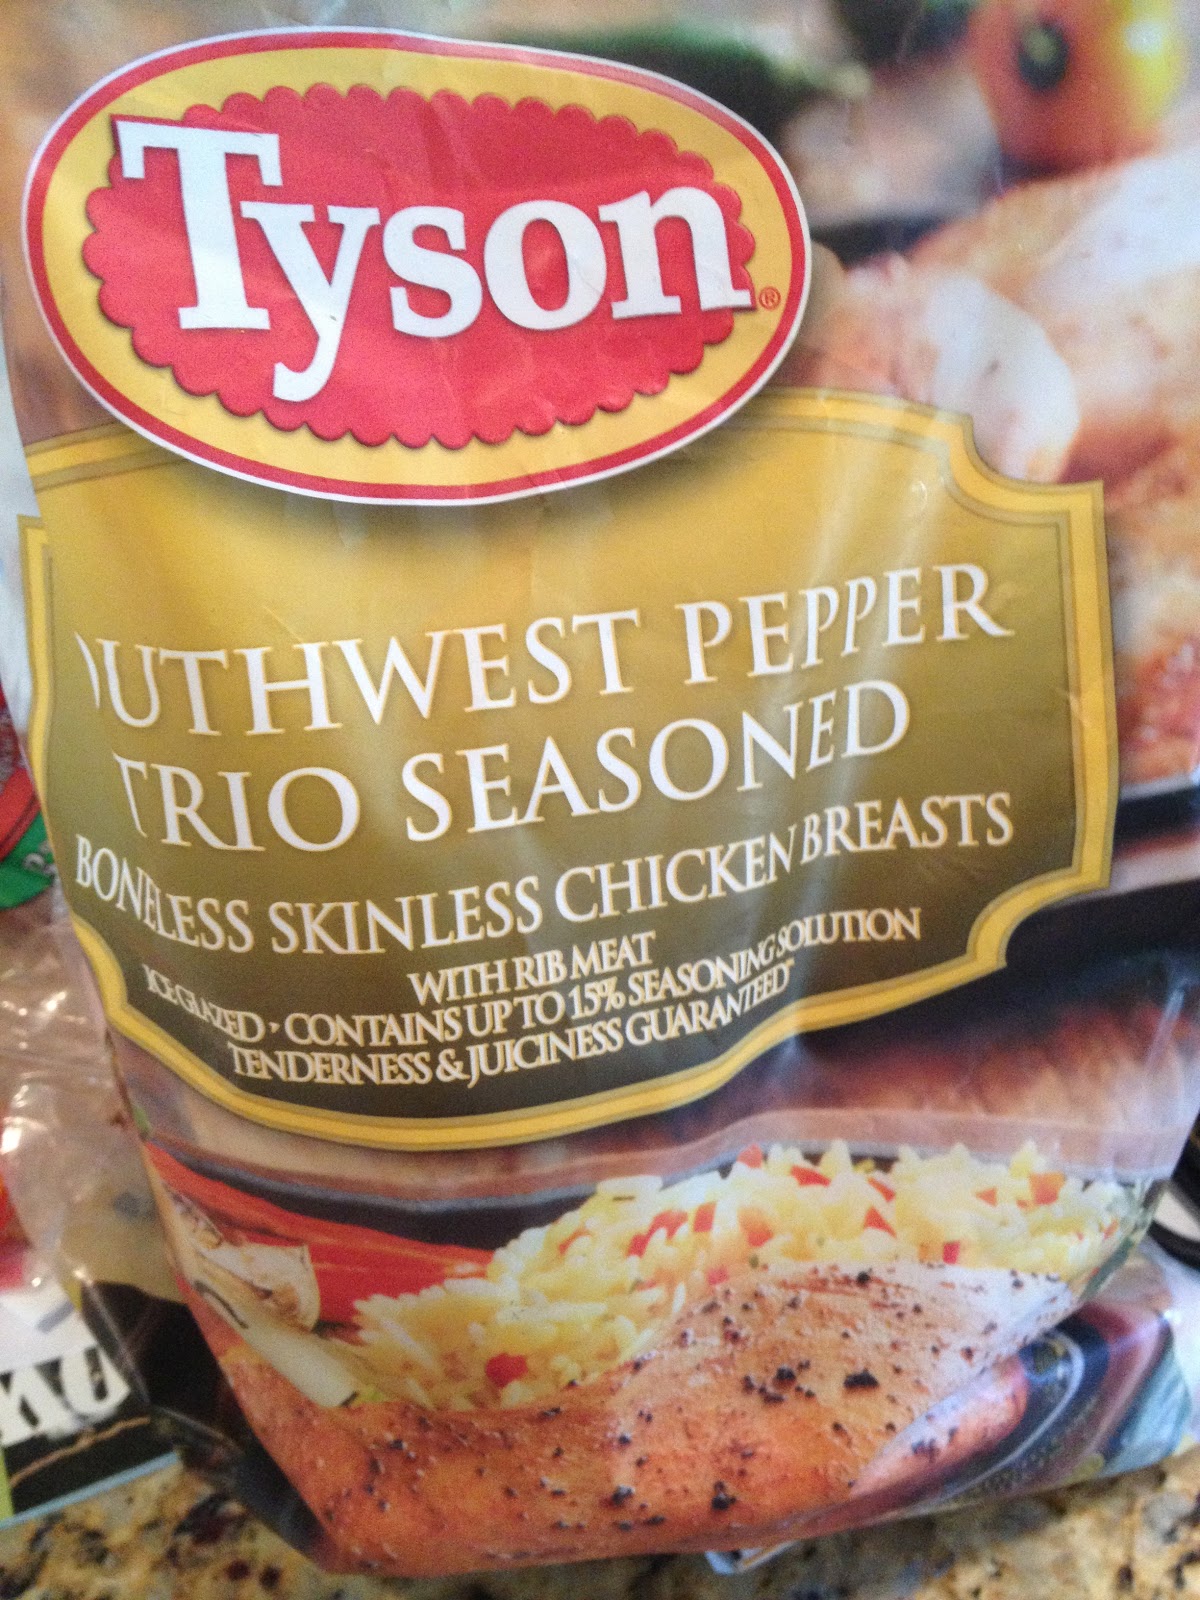 Tyson®
OUTHWEST PEPPER
TRIO SEASONED
BONELESS SKINLESS CHICKEN BREASTS
WITH RIB MEAT
ICE GLAZED • CONTAINS UP TO 15% SEASONING SOLUTION
TENDERNESS & JUICINESS GUARANTEED